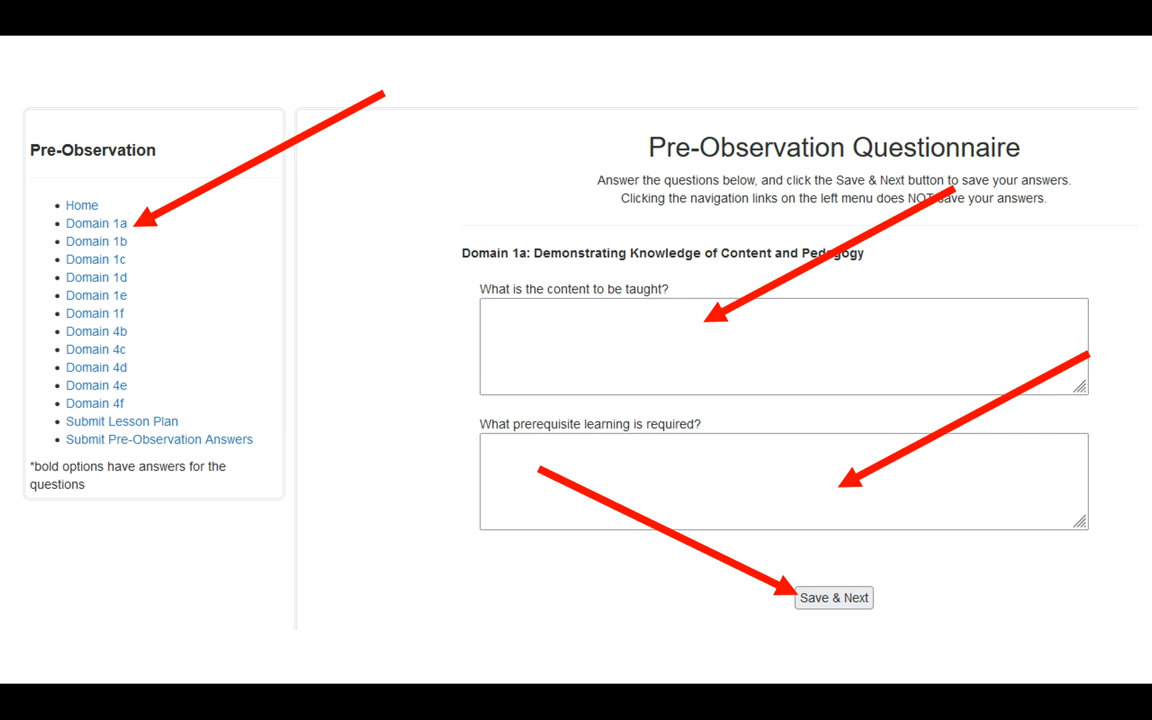 Pre-Observation
Home
Domain 1a
Domain 1b
Domain 1c
Domain 1d
Domain 1e
Domain 1f
Domain 4b
Domain 4c
Domain 4d
Domain 4e
Domain 4f
Submit Lesson Plan
Submit Pre-Observation Answers
*bold options have answers for the
questions
Pre-Observation Questionnaire
Answer the questions below, and click the Save & Next button to save your answers.
Clicking the navigation links on the left menu does NOT save your answers.
Domain 1a: Demonstrating Knowledge of Content and Pedagogy
What is the content to be taught?
What prerequisite learning is required?
Save & Next